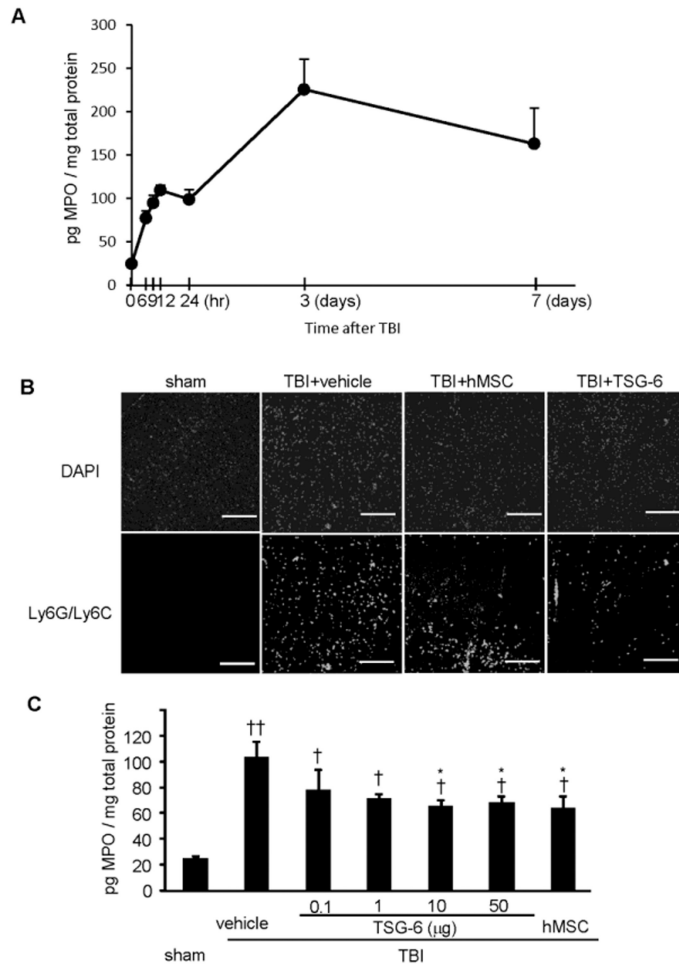 A
pg MPO / mg total protein
300
250
200
150
100
50
0
0 6 9 12 24 (hr) 3 (days) 7 (days)
Time after TBI
B
sham TBI+vehicle TBI+hMSC TBI+TSG-6
DAPI
Ly6G/Ly6C
C
pg MPO / mg total protein
120
100
80
60
40
20
0
†† † † * † * † * †
0.1 1 10 50
vehicle TSG-6 (μg) hMSC
sham TBI